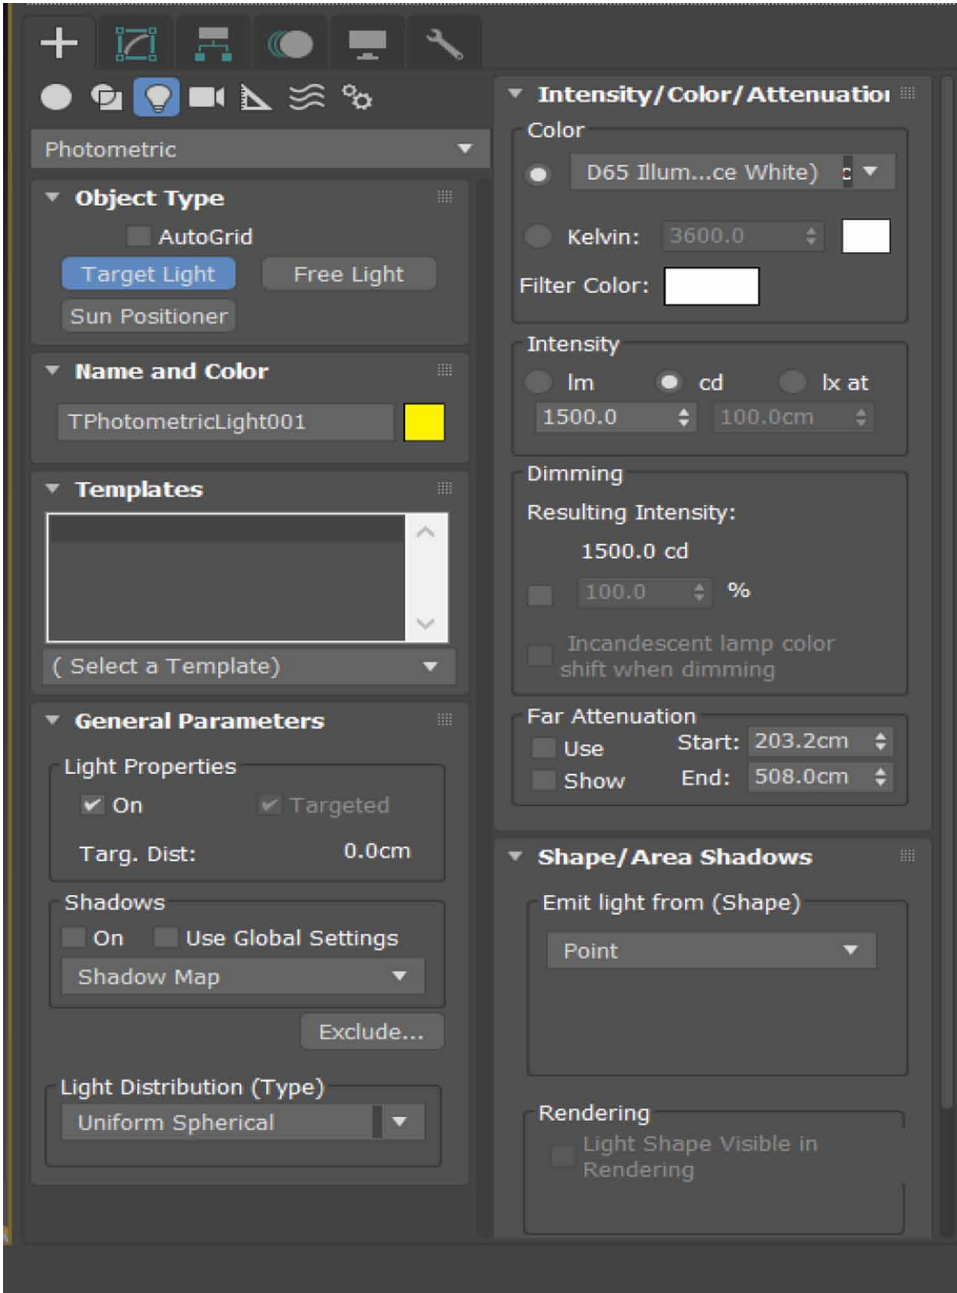 Photometric
Object Type
AutoGrid
Target Light
Free Light
Sun Positioner
Name and Color
TPhotometricLight001
Templates
( Select a Template)
General Parameters
Light Properties
On
Targeted
Targ. Dist:
0.0cm
Shadows
On
Use Global Settings
Shadow Map
Exclude...
Light Distribution (Type)
Uniform Spherical
Intensity/Color/Attenuation
Color
D65 Illum...ce White)
Kelvin:
3600.0
Filter Color:
Intensity
lm
cd
lx at
1500.0
100.0cm
Dimming
Resulting Intensity:
1500.0 cd
100.0
%
Incandescent lamp color
shift when dimming
Far Attenuation
Use
Start:
203.2cm
Show
End:
508.0cm
Shape/Area Shadows
Emit light from (Shape)
Point
Rendering
Light Shape Visible in
Rendering